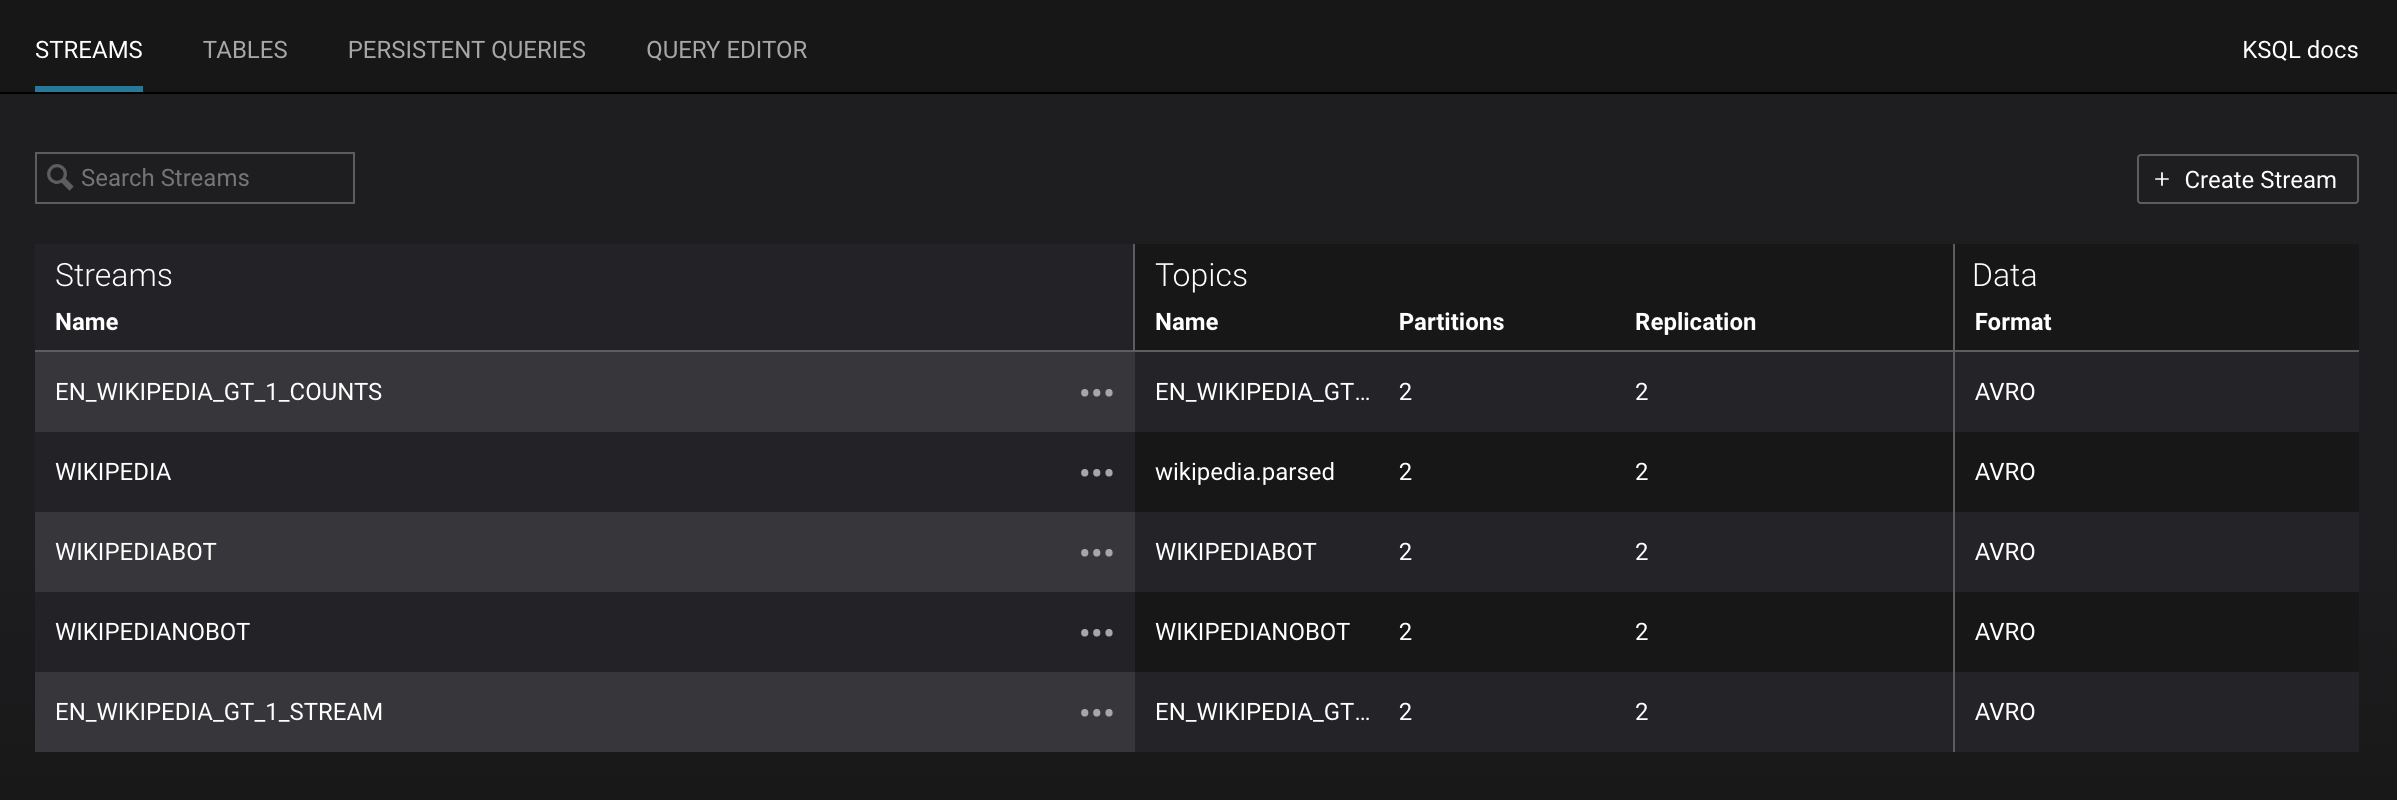 STREAMS TABLES PERSISTENT QUERIES QUERY EDITOR KSQL docs
Search Streams + Create Stream
Streams Topics Data
Name Name Partitions Replication Format
EN_WIKIPEDIA_GT_1_COUNTS ••• EN_WIKIPEDIA_GT... 2 2 AVRO
WIKIPEDIA ••• wikipedia.parsed 2 2 AVRO
WIKIPEDIABOT ••• WIKIPEDIABOT 2 2 AVRO
WIKIPEDIANOBOT ••• WIKIPEDIANOBOT 2 2 AVRO
EN_WIKIPEDIA_GT_1_STREAM ••• EN_WIKIPEDIA_GT... 2 2 AVRO